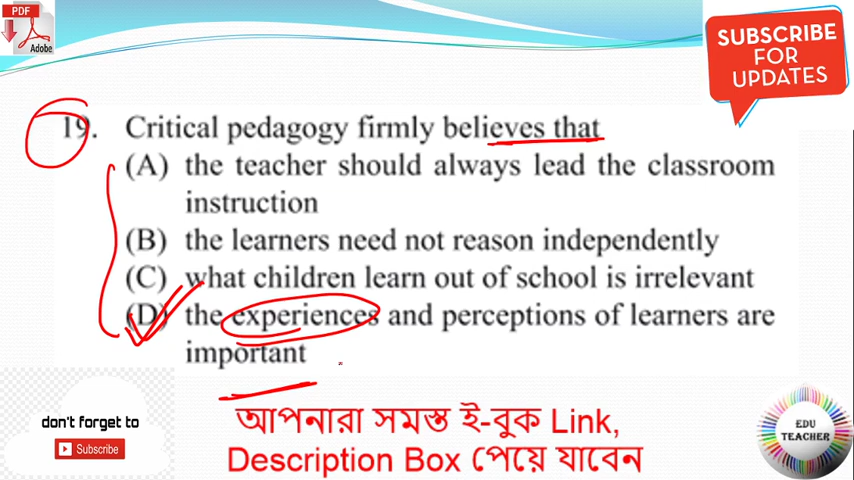 PDF
Adobe
SUBSCRIBE
FOR
UPDATES
19. Critical pedagogy firmly believes that
(A) the teacher should always lead the classroom
instruction
(B) the learners need not reason independently
(C) what children learn out of school is irrelevant
(D) the experiences and perceptions of learners are
important
don't forget to
Subscribe
আপনারা সমস্ত ই-বুক Link,
Description Box পেয়ে যাবেন
EDU
TEACHER